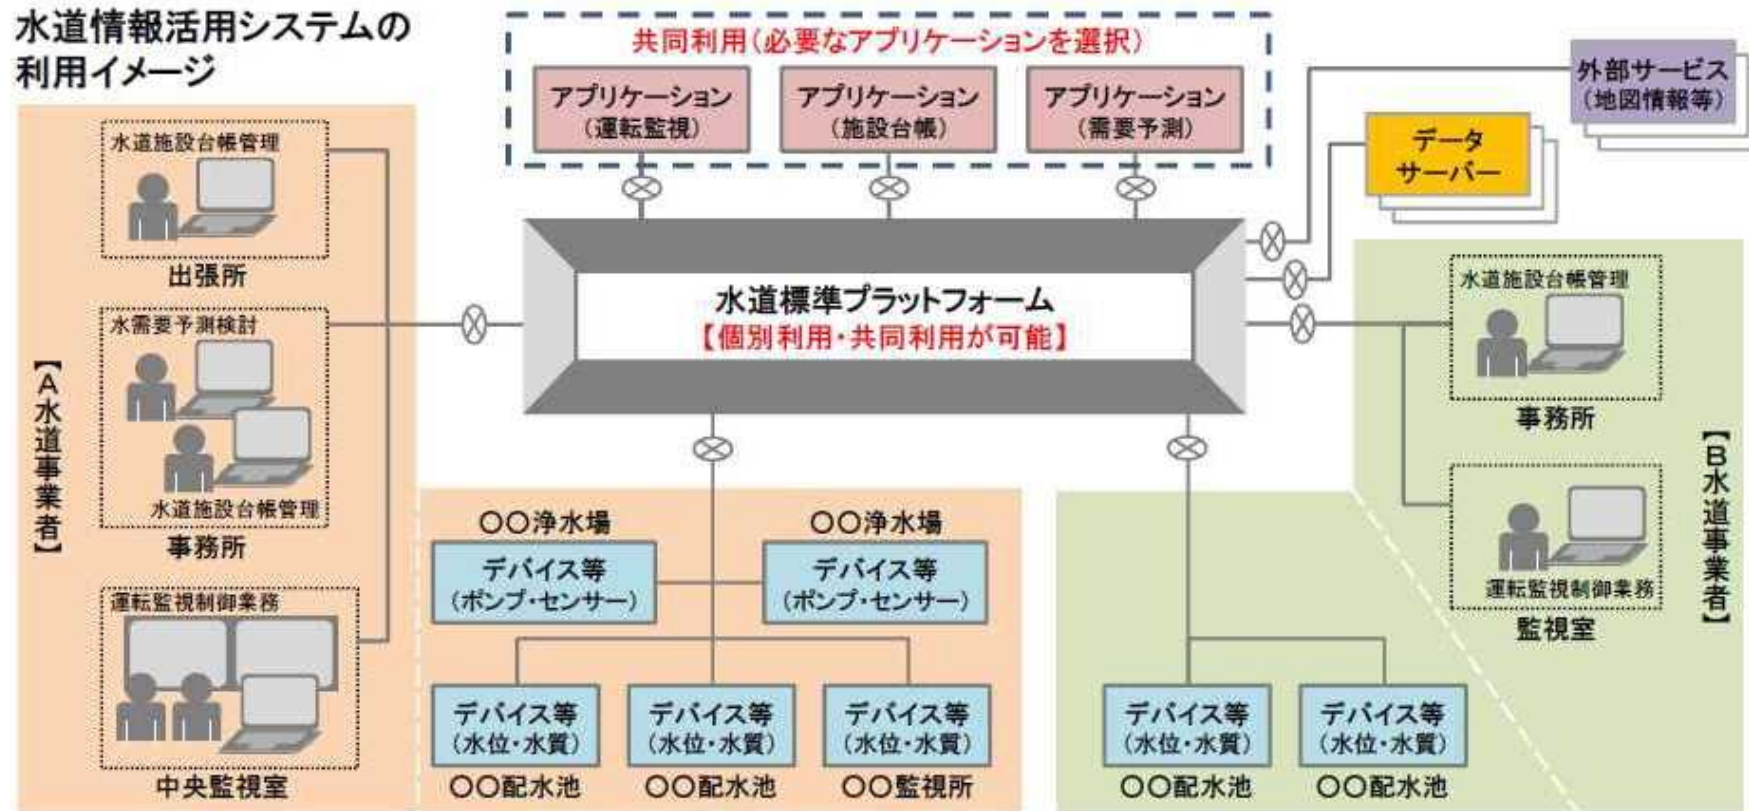 水道情報活用システムの
利用イメージ
共同利用(必要なアプリケーションを選択)
アプリケーション
(運転監視)
アプリケーション
(施設台帳)
アプリケーション
(需要予測)
外部サービス
(地図情報等)
データ
サーバー
水道標準プラットフォーム
【個別利用・共同利用が可能】
【A水道事業者】
水道施設台帳管理
出張所
水需要予測検討
水道施設台帳管理
事務所
運転監視制御業務
中央監視室
〇〇浄水場
デバイス等
(ポンプ・センサー)
〇〇浄水場
デバイス等
(ポンプ・センサー)
デバイス等
(水位・水質)
〇〇配水池
デバイス等
(水位・水質)
〇〇配水池
デバイス等
(水位・水質)
〇〇監視所
デバイス等
(水位・水質)
〇〇配水池
デバイス等
(水位・水質)
〇〇配水池
水道施設台帳管理
事務所
運転監視制御業務
監視室
【B水道事業者】